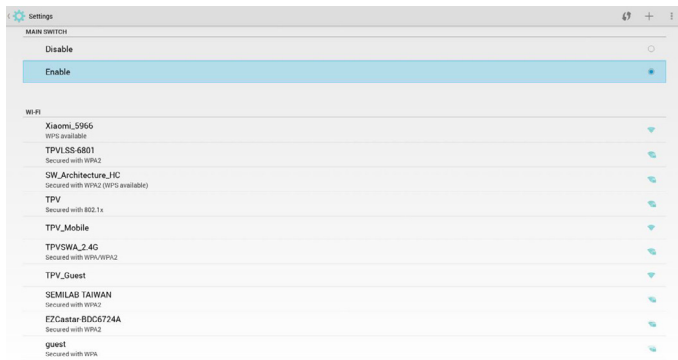 Settings
MAIN SWITCH
Disable
Enable
WI-FI
Xiaomi_5966
WPS available
TPVLSS-6801
Secured with WPA2
SW_Architecture_HC
Secured with WPA2 (WPS available)
TPV
Secured with 802.1x
TPV_Mobile
TPVSWA_2.4G
Secured with WPA/WPA2
TPV_Guest
SEMILAB TAIWAN
Secured with WPA2
EZCastar-BDC6724A
Secured with WPA2
guest
Secured with WPA